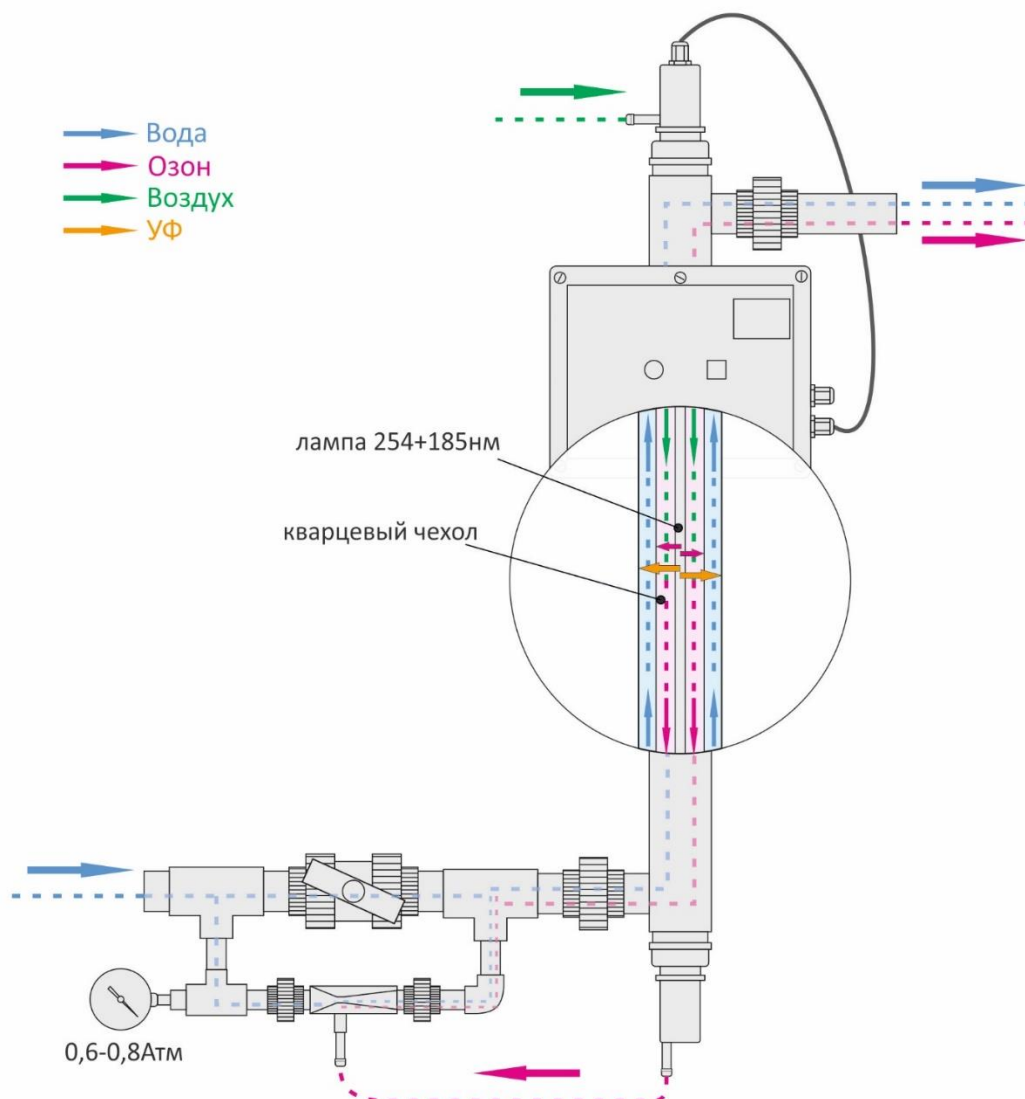 Вода
Озон
Воздух
УФ
лампа 254+185нм
кварцевый чехол
0,6-0,8Атм